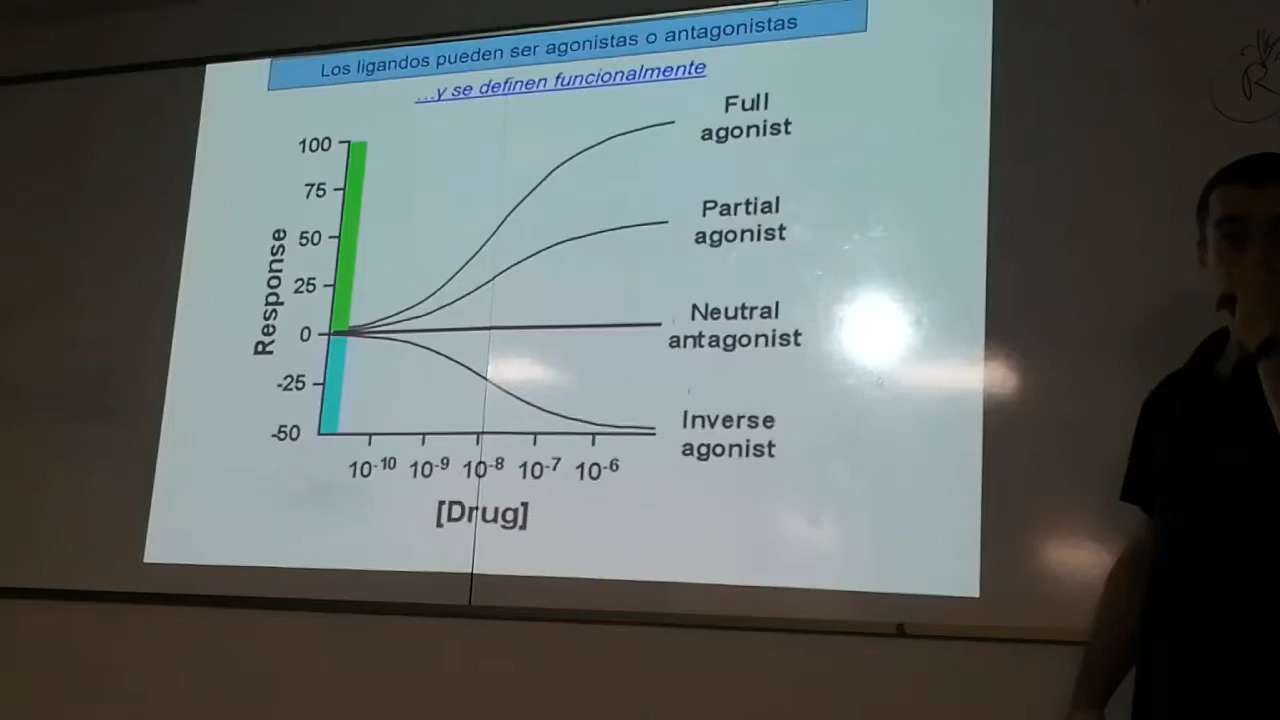 Los ligandos pueden ser agonistas o antagonistas
...y se definen funcionalmente
Full
agonist
100
75
Partial
agonist
50
Response
25
Neutral
antagonist
0
-25
Inverse
agonist
-50
10⁻¹⁰ 10⁻⁹ 10⁻⁸ 10⁻⁷ 10⁻⁶
[Drug]